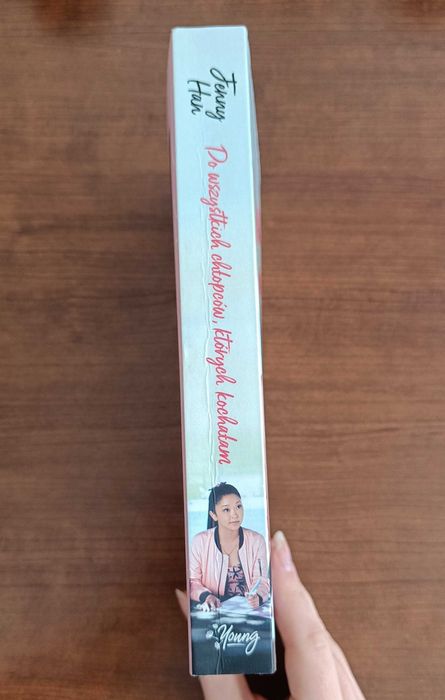 Jenny
Han
Do wszystkich chłopców, których kochałam
Young